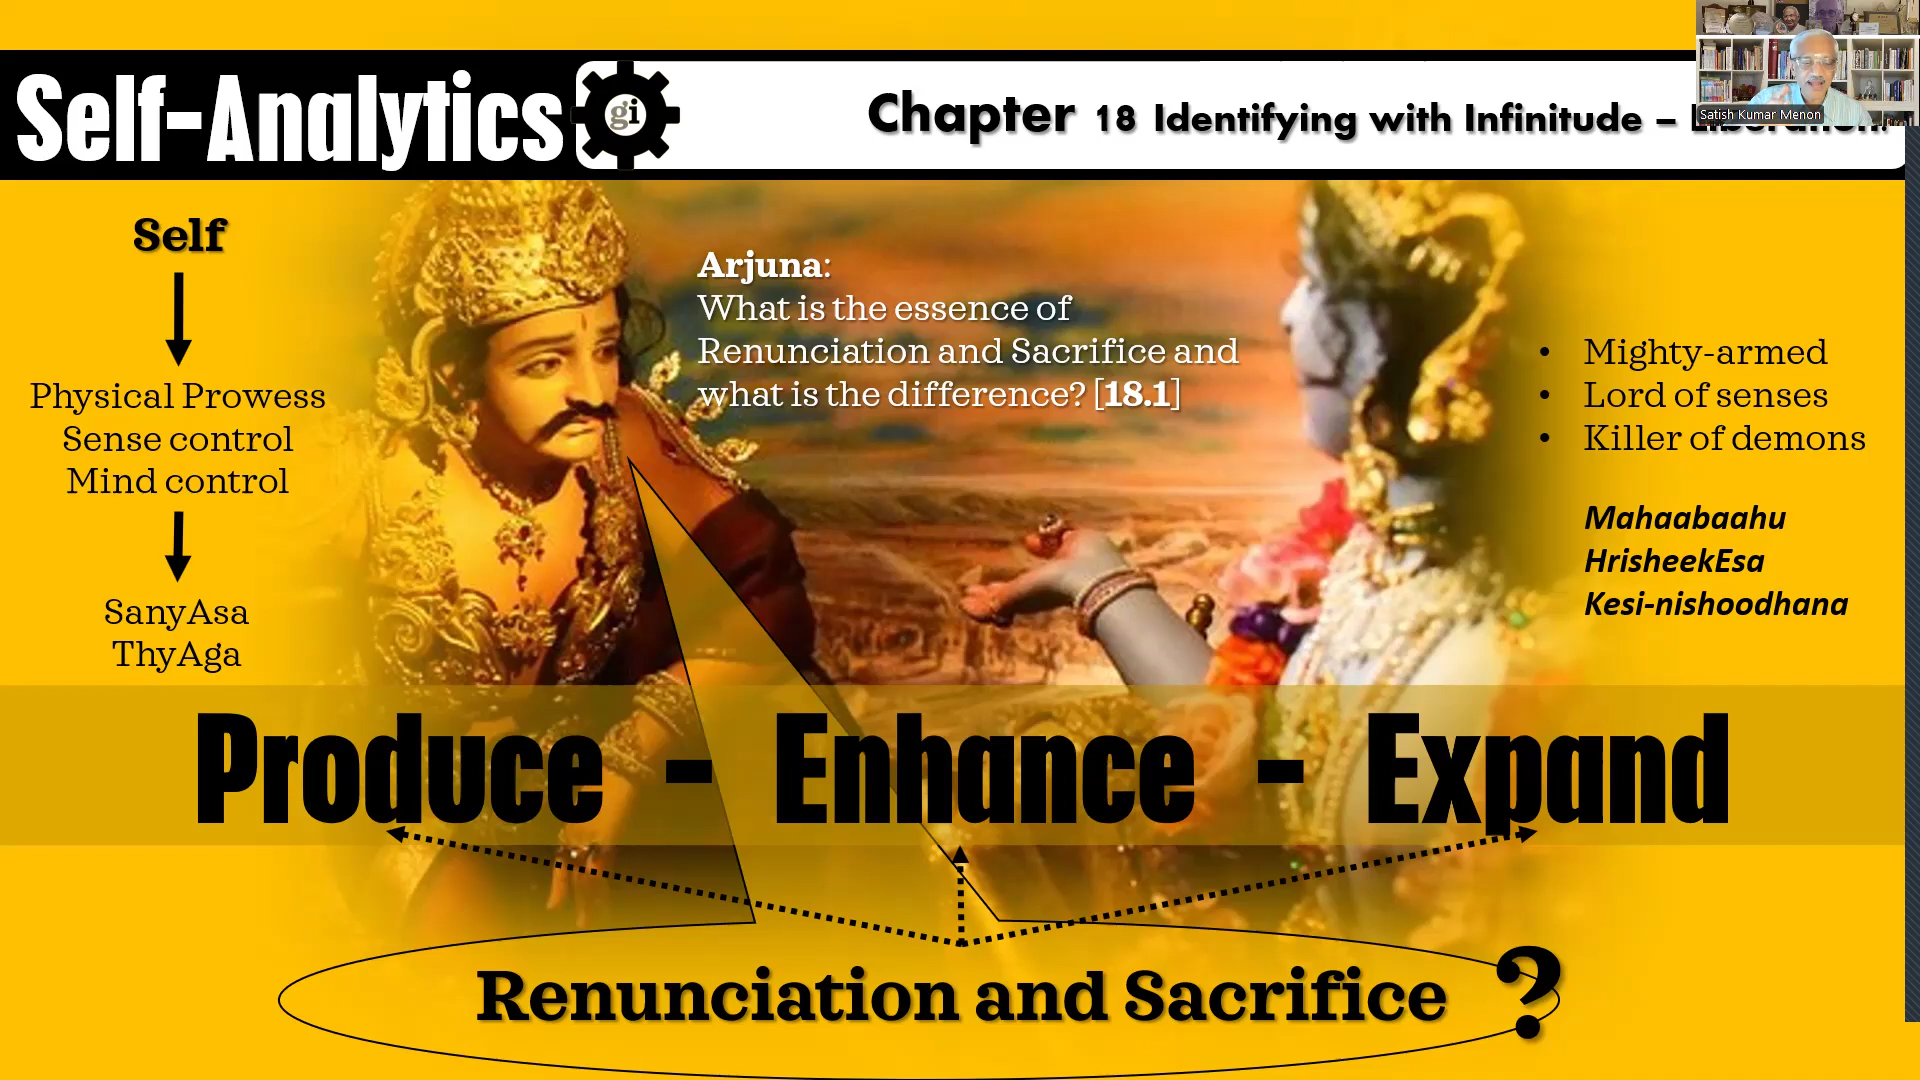 Self-Analytics
gi
Chapter 18 Identifying with Infinitude –
Satish Kumar Menon
Self
Physical Prowess
Sense control
Mind control
SanyAsa
ThyAga
Arjuna:
What is the essence of
Renunciation and Sacrifice and
what is the difference? [18.1]
• Mighty-armed
• Lord of senses
• Killer of demons
Mahaabaahu
HrisheekEsa
Kesi-nishoodhana
Produce - Enhance - Expand
Renunciation and Sacrifice ?